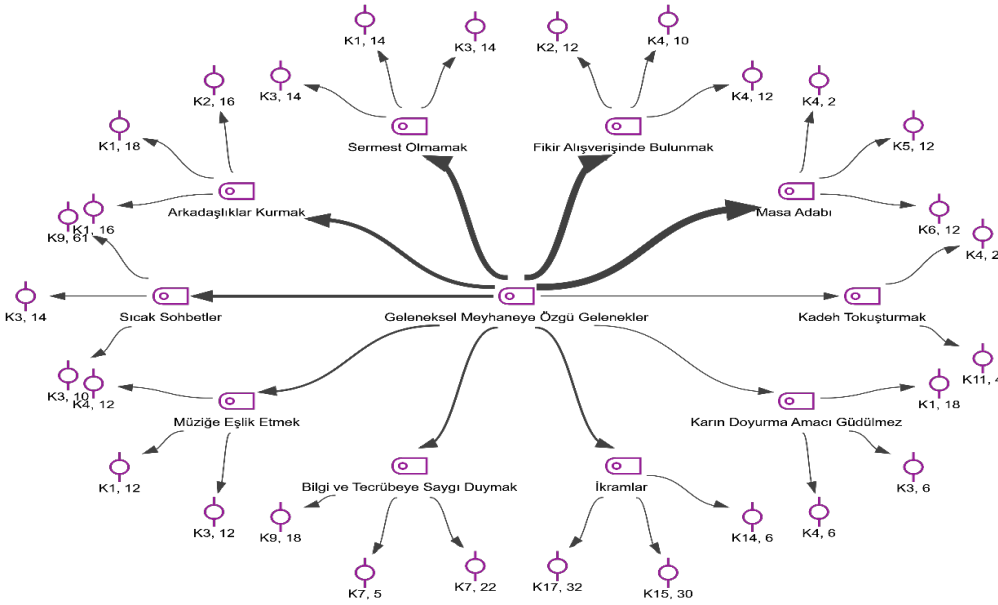 K1, 14
K3, 14
K2, 12
K4, 10
K3, 14
K4, 12
K2, 16
K4, 2
K1, 18
K5, 12
Sermest Olmamak
Fikir Alışverişinde Bulunmak
Arkadaşlıklar Kurmak
Masa Adabı
K1, 16
K9, 61
K6, 12
K4, 2
K3, 14
Sıcak Sohbetler
Geleneksel Meyhaneye Özgü Gelenekler
Kadeh Tokuşturmak
K11, 4
K3, 10
K4, 12
K1, 18
Müziğe Eşlik Etmek
Karın Doyurma Amacı Güdülmez
K1, 12
K3, 6
Bilgi ve Tecrübeye Saygı Duymak
İkramlar
K3, 12
K9, 18
K14, 6
K4, 6
K7, 5
K7, 22
K17, 32
K15, 30